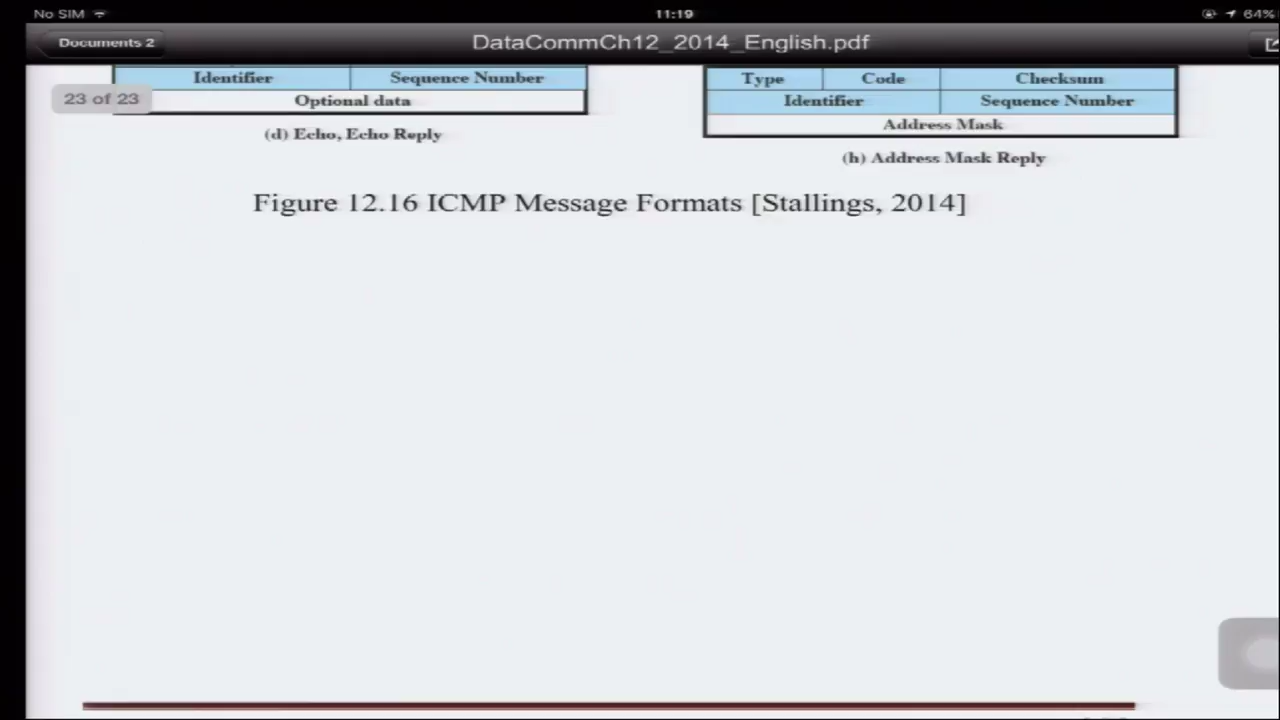 No SIM 11:19 64%
Documents 2 DataCommCh12_2014_English.pdf
23 of 23
Identifier Sequence Number
Optional data
(d) Echo, Echo Reply
Type Code Checksum
Identifier Sequence Number
Address Mask
(h) Address Mask Reply
Figure 12.16 ICMP Message Formats [Stallings, 2014]